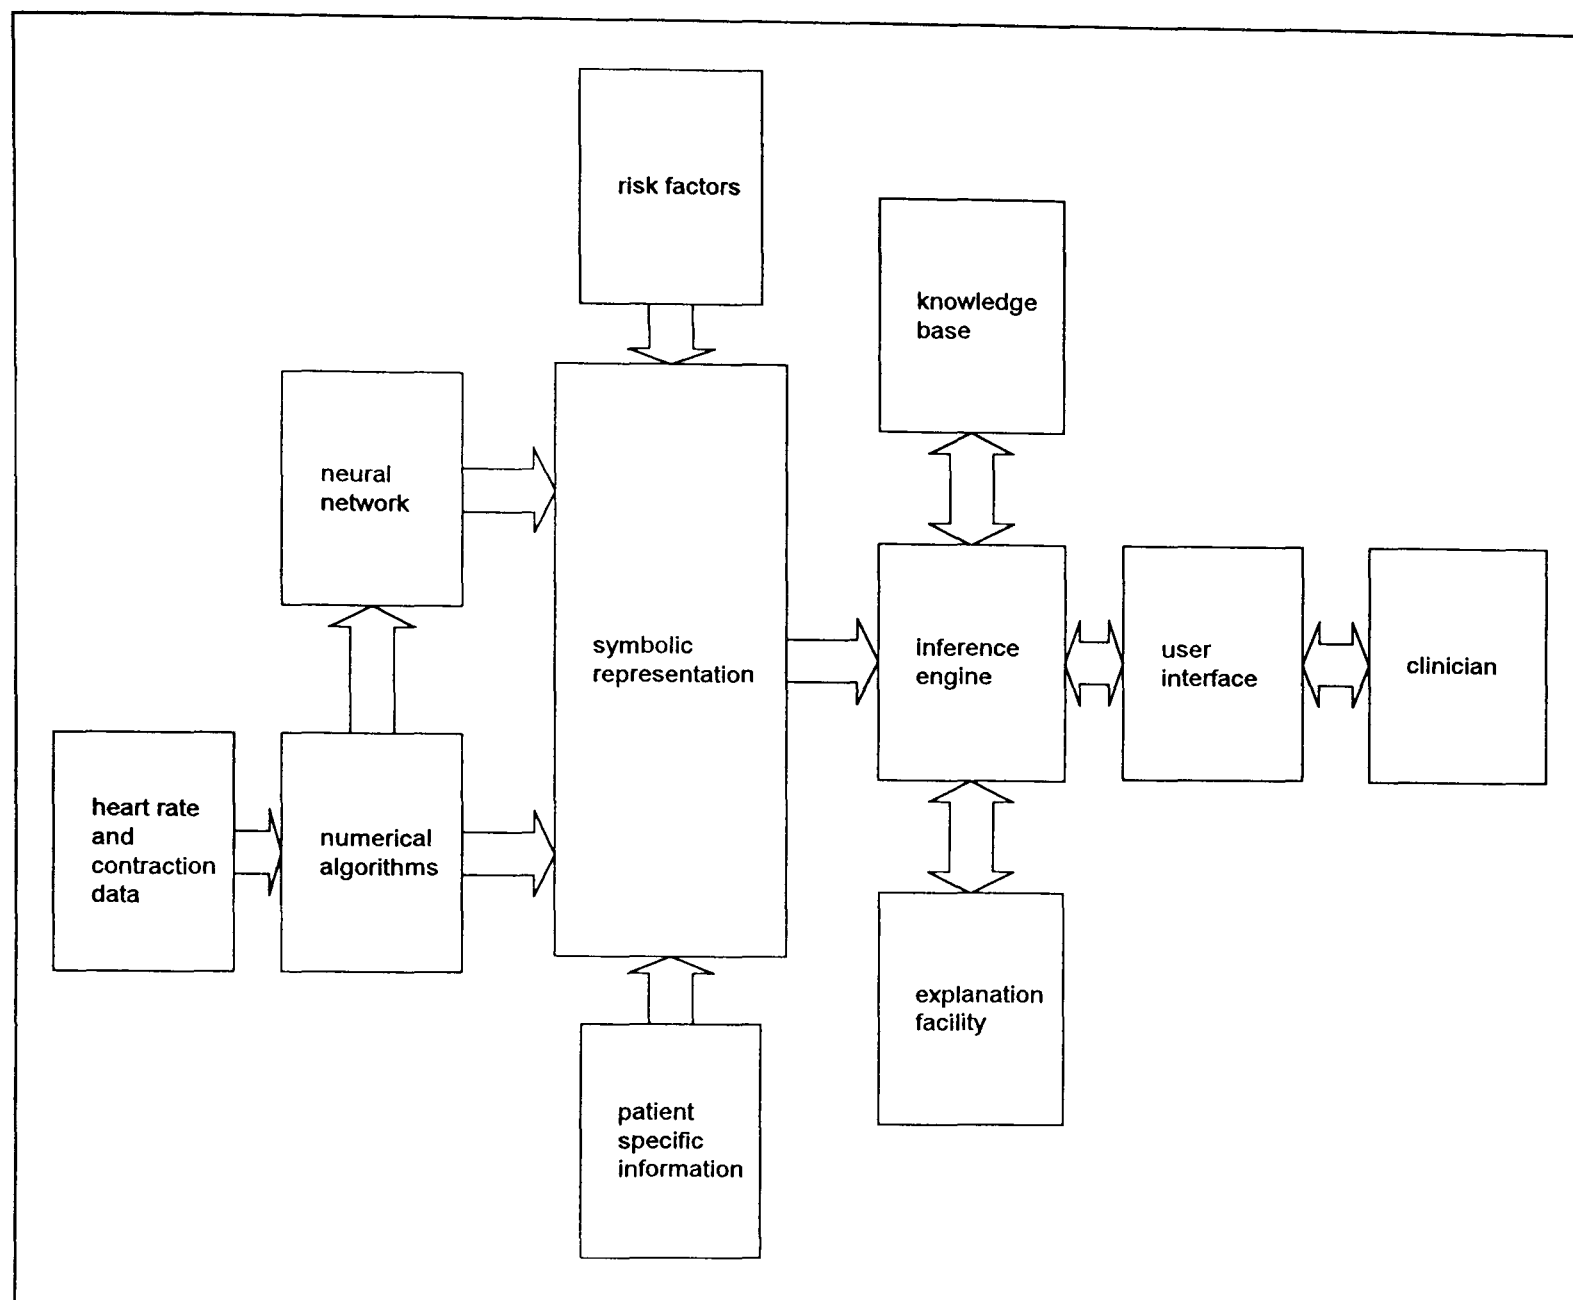 risk factors
knowledge
base
neural
network
symbolic
representation
inference
engine
user
interface
clinician
heart rate
and
contraction
data
numerical
algorithms
explanation
facility
patient
specific
information